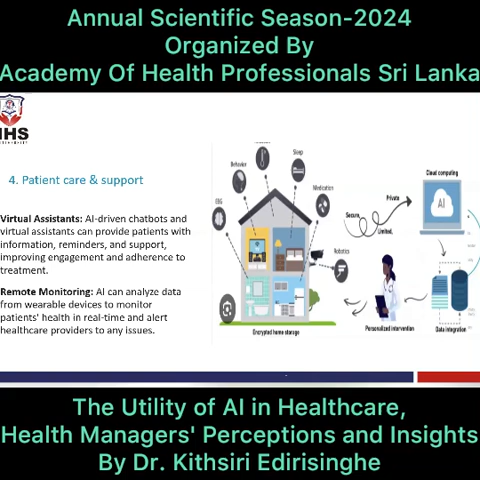 Annual Scientific Season-2024
Organized By
Academy Of Health Professionals Sri Lanka
IHS
4. Patient care & support
Virtual Assistants: AI-driven chatbots and
virtual assistants can provide patients with
information, reminders, and support,
improving engagement and adherence to
treatment.
Remote Monitoring: AI can analyze data
from wearable devices to monitor
patients' health in real-time and alert
healthcare providers to any issues.
Behavior
Sleep
Medication
EEG
Robotics
Encrypted home storage
Cloud computing
AI
Private
Secure,
Limited,
Personalized intervention
Data integration
The Utility of AI in Healthcare,
Health Managers' Perceptions and Insights
By Dr. Kithsiri Edirisinghe